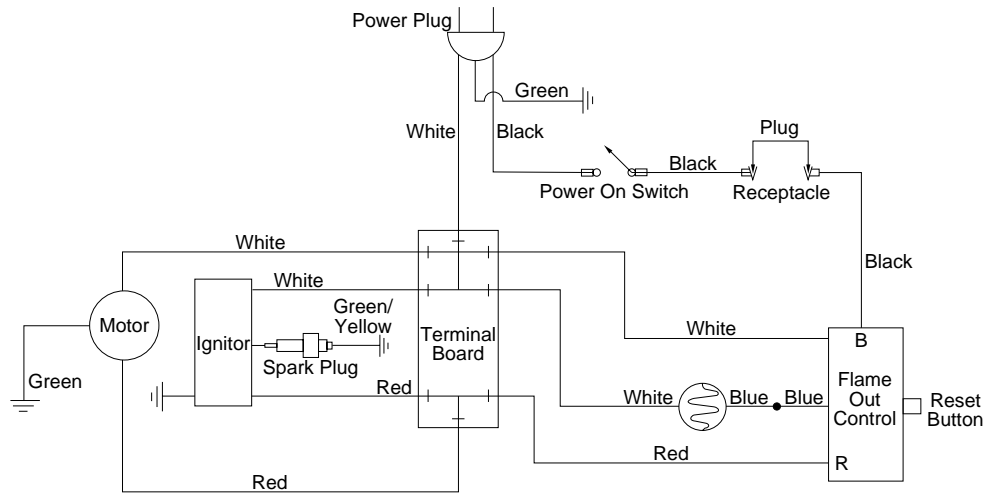 Power Plug
Green
White
Black
Plug
Black
Power On Switch
Receptacle
White
Black
White
Green/
Yellow
Motor
Ignitor
Terminal
Board
White
B
Spark Plug
Green
Red
White
Blue
Blue
Flame
Out
Control
Reset
Button
Red
R
Red